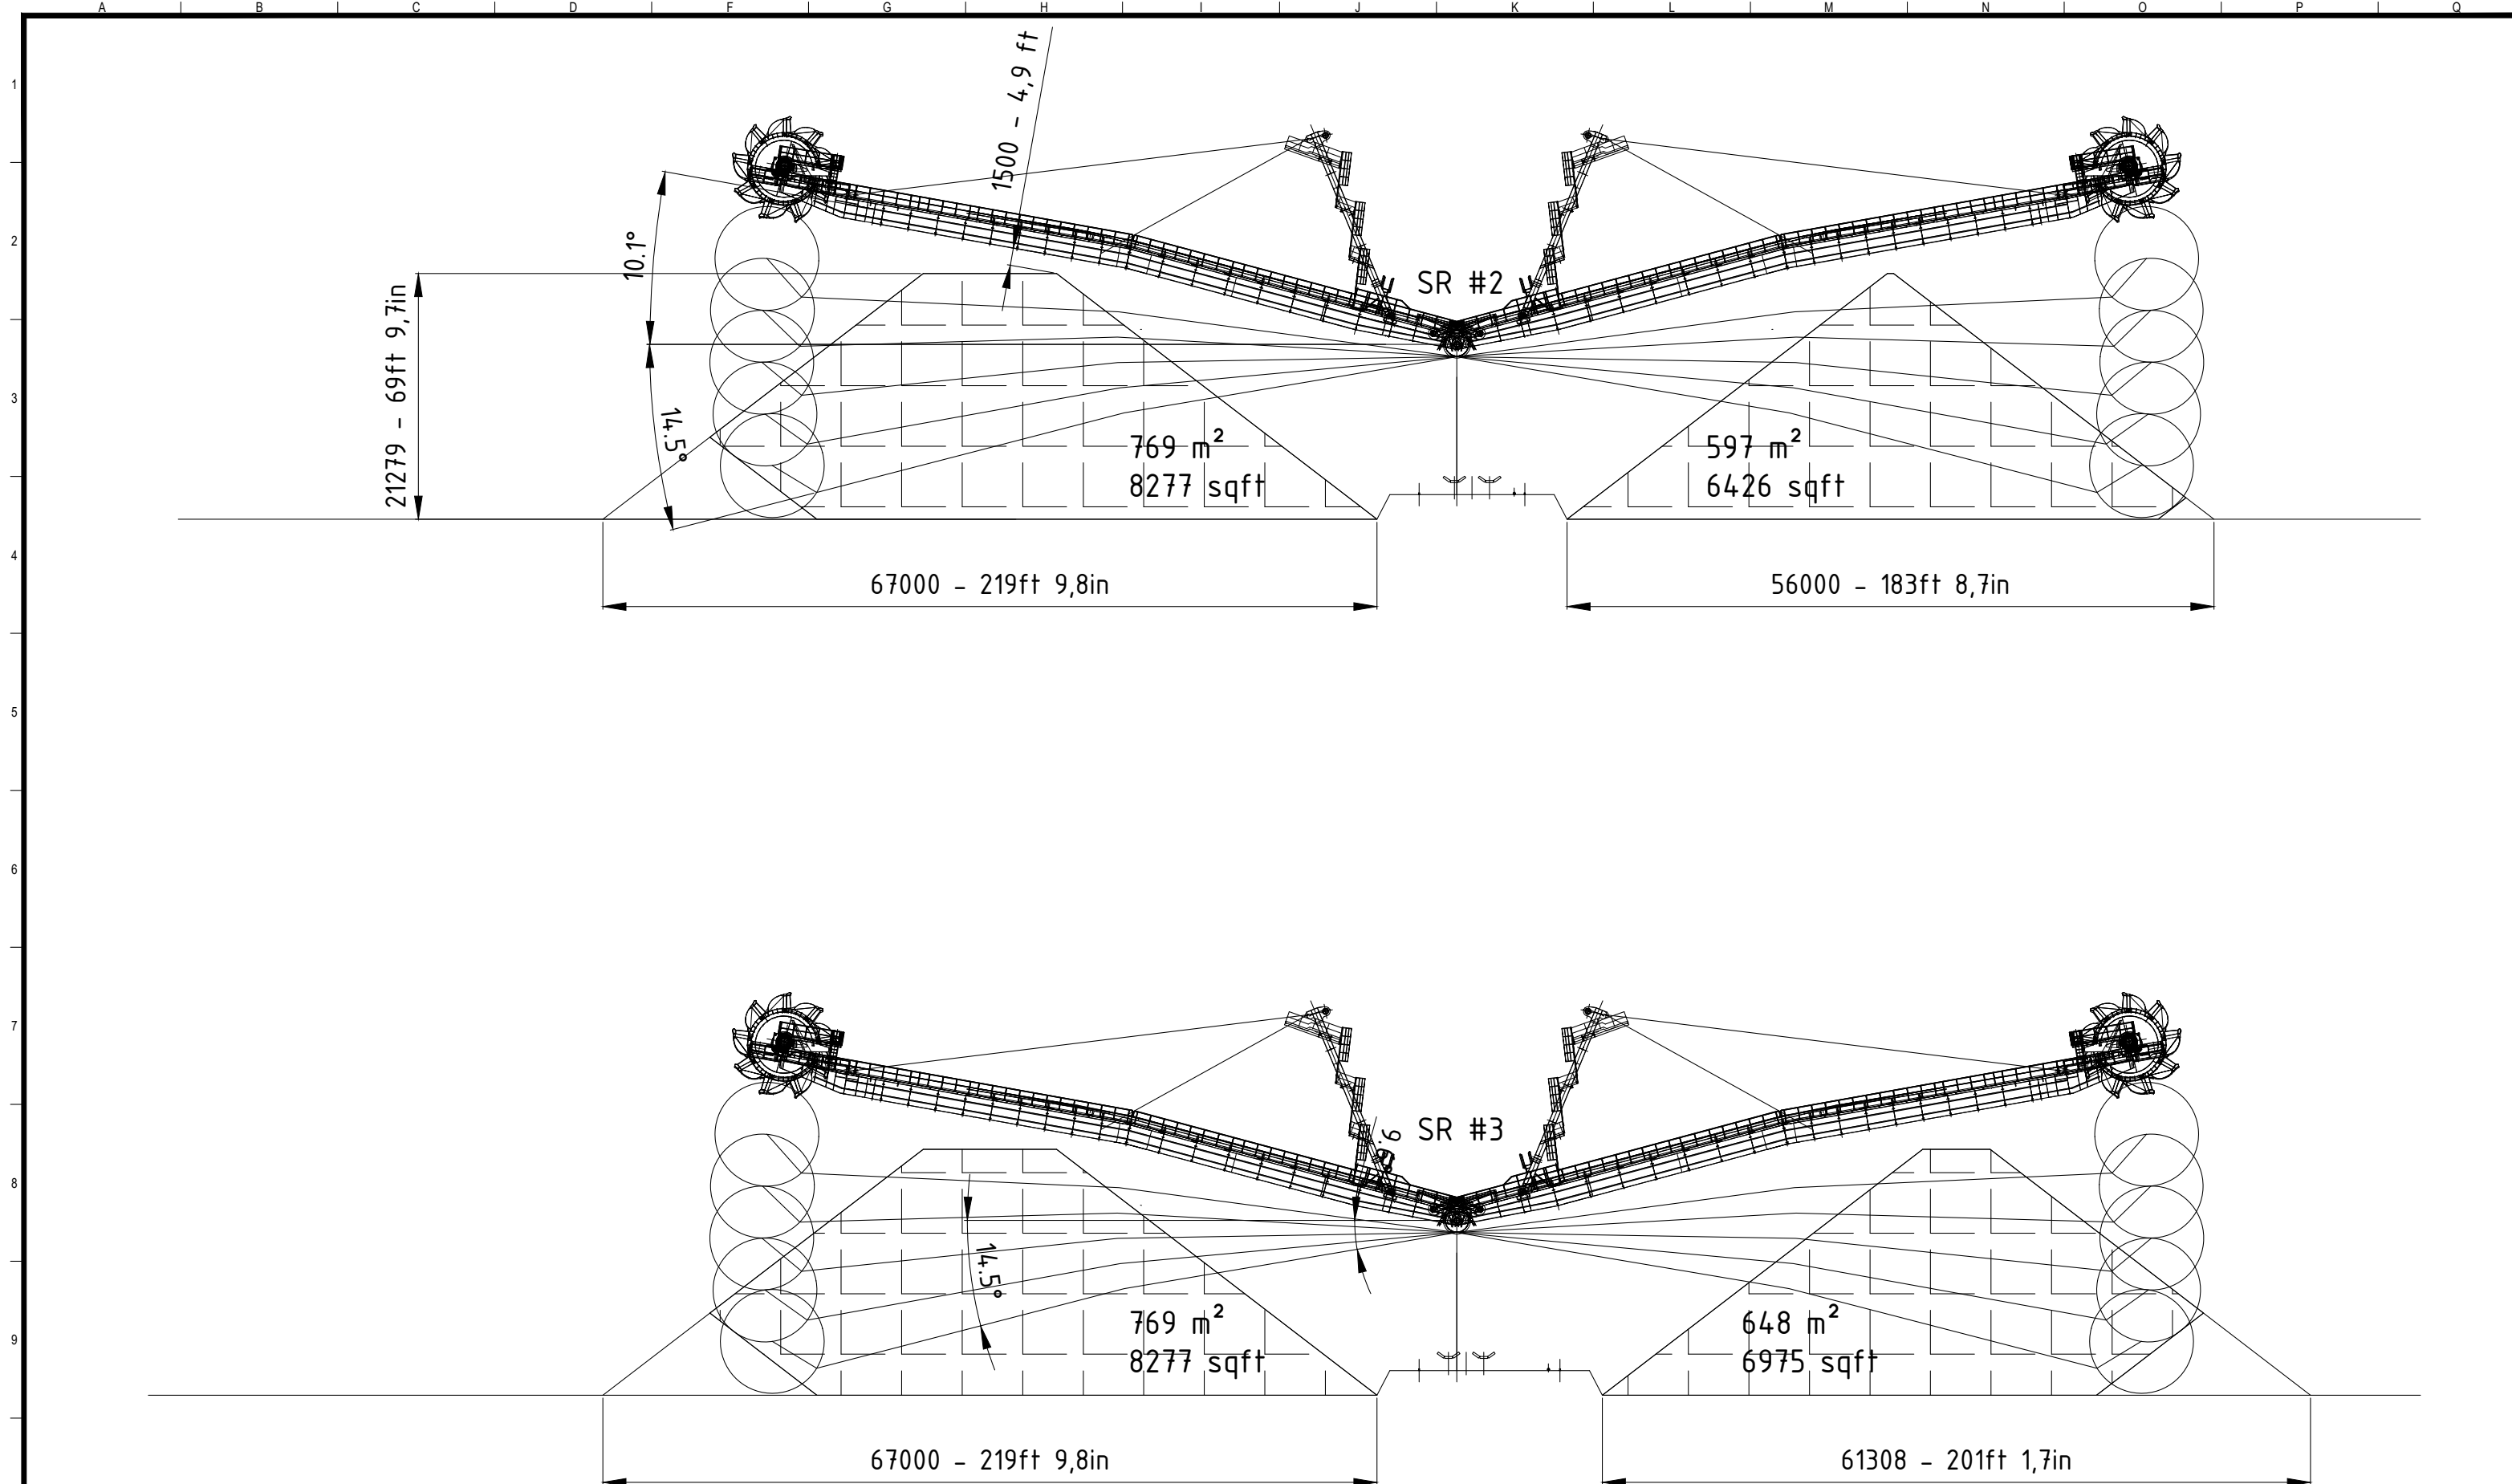 A B C D F G H I J K L M N O P Q
1
2
3
4
5
6
7
8
9
1500 - 4,9 ft
10.1°
SR #2
21279 - 69ft 9,7in
14.5°
769 m²
8277 sqft
597 m²
6426 sqft
67000 - 219ft 9,8in
56000 - 183ft 8,7in
SR #3
14.5°
769 m²
8277 sqft
648 m²
6975 sqft
67000 - 219ft 9,8in
61308 - 201ft 1,7in